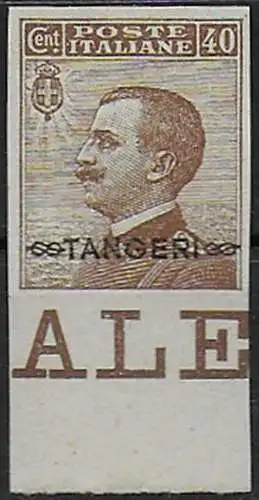 Cent POSTE ITALIANE 40
TANGERI
ALE